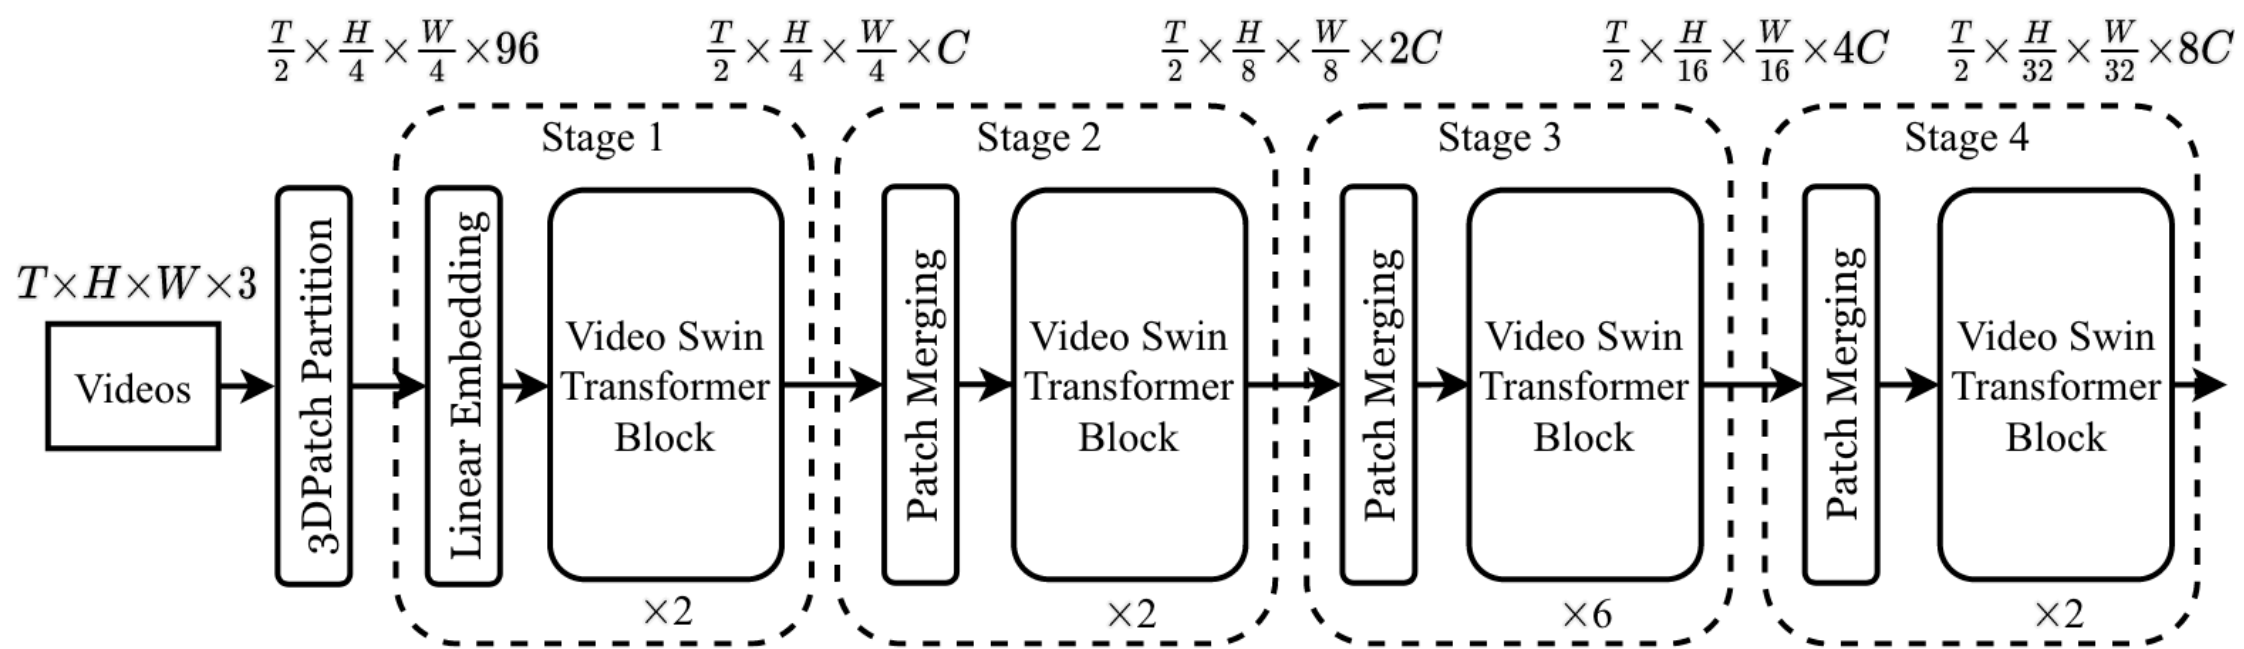 T×H×W×3
Videos
T/2×H/4×W/4×96
3DPatch Partition
Stage 1
Linear Embedding
Video Swin
Transformer
Block
×2
T/2×H/4×W/4×C
Stage 2
Patch Merging
Video Swin
Transformer
Block
×2
T/2×H/8×W/8×2C
Stage 3
Patch Merging
Video Swin
Transformer
Block
×6
T/2×H/16×W/16×4C
Stage 4
Patch Merging
Video Swin
Transformer
Block
×2
T/2×H/32×W/32×8C